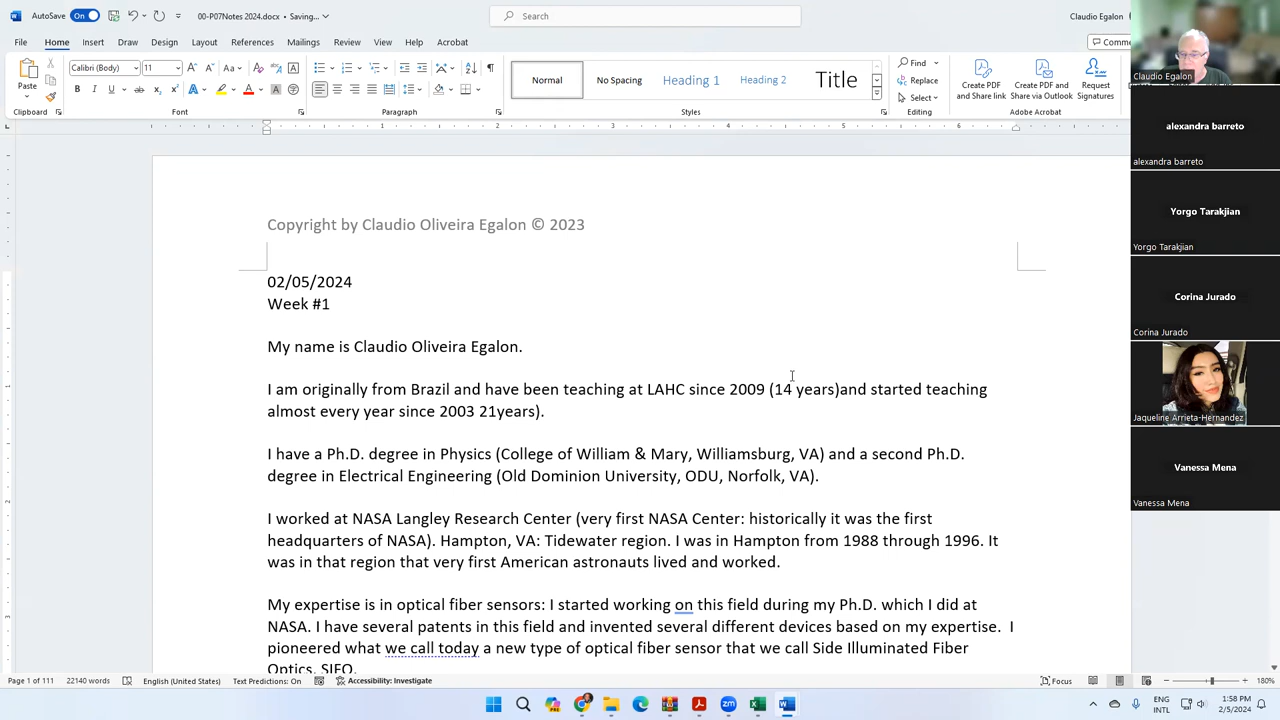 AutoSave On 00-P07Notes 2024.docx • Saving... Search Claudio Egalon
File Home Insert Draw Design Layout References Mailings Review View Help Acrobat
Calibri (Body) 11 Find
Paste Normal No Spacing Heading 1 Heading 2 Title Replace Create PDF and Share link Create PDF and Share via Outlook Request Signatures
Select
Clipboard Font Paragraph Styles Editing Adobe Acrobat
Copyright by Claudio Oliveira Egalon © 2023
02/05/2024
Week #1
My name is Claudio Oliveira Egalon.
I am originally from Brazil and have been teaching at LAHC since 2009 (14 years)and started teaching
almost every year since 2003 21years).
I have a Ph.D. degree in Physics (College of William & Mary, Williamsburg, VA) and a second Ph.D.
degree in Electrical Engineering (Old Dominion University, ODU, Norfolk, VA).
I worked at NASA Langley Research Center (very first NASA Center: historically it was the first
headquarters of NASA). Hampton, VA: Tidewater region. I was in Hampton from 1988 through 1996. It
was in that region that very first American astronauts lived and worked.
My expertise is in optical fiber sensors: I started working on this field during my Ph.D. which I did at
NASA. I have several patents in this field and invented several different devices based on my expertise. I
pioneered what we call today a new type of optical fiber sensor that we call Side Illuminated Fiber
Optics, SIFO.
Page 1 of 111 22140 words English (United States) Text Predictions: On Accessibility: Investigate Focus 180%
ENG
INTL
1:58 PM
2/5/2024
Claudio Egalon
alexandra barreto
alexandra barreto
Yorgo Tarakjian
Yorgo Tarakjian
Corina Jurado
Corina Jurado
Jaqueline Arrieta-Hernandez
Vanessa Mena
Vanessa Mena